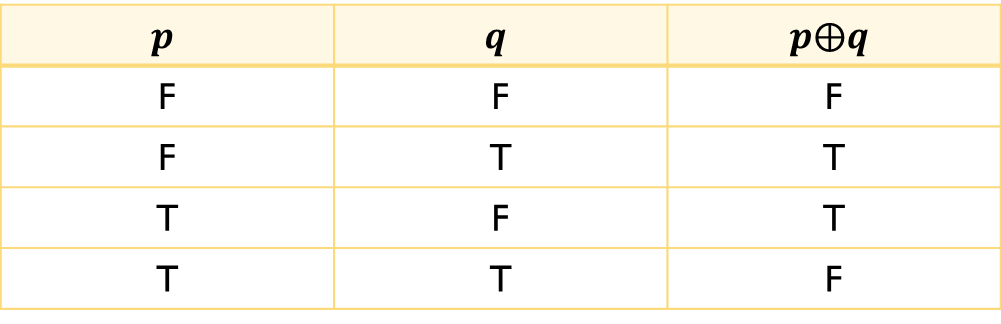 p q p⊕q
F F F
F T T
T F T
T T F